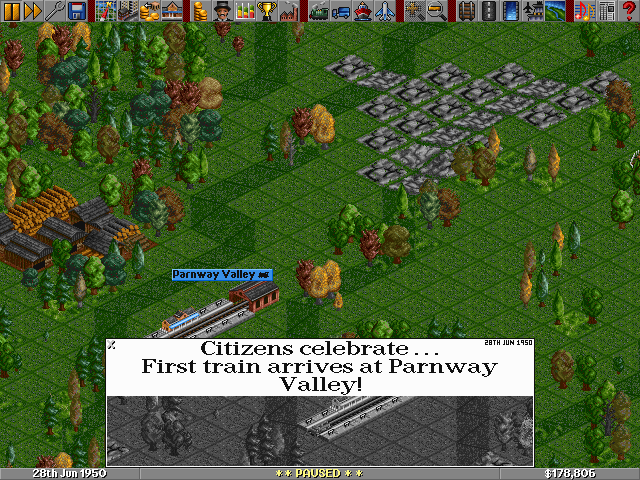 ?
Parnway Valley
28TH JUN 1950
Citizens celebrate . . .
First train arrives at Parnway
Valley!
28th Jun 1950
* * PAUSED * *
$178,806